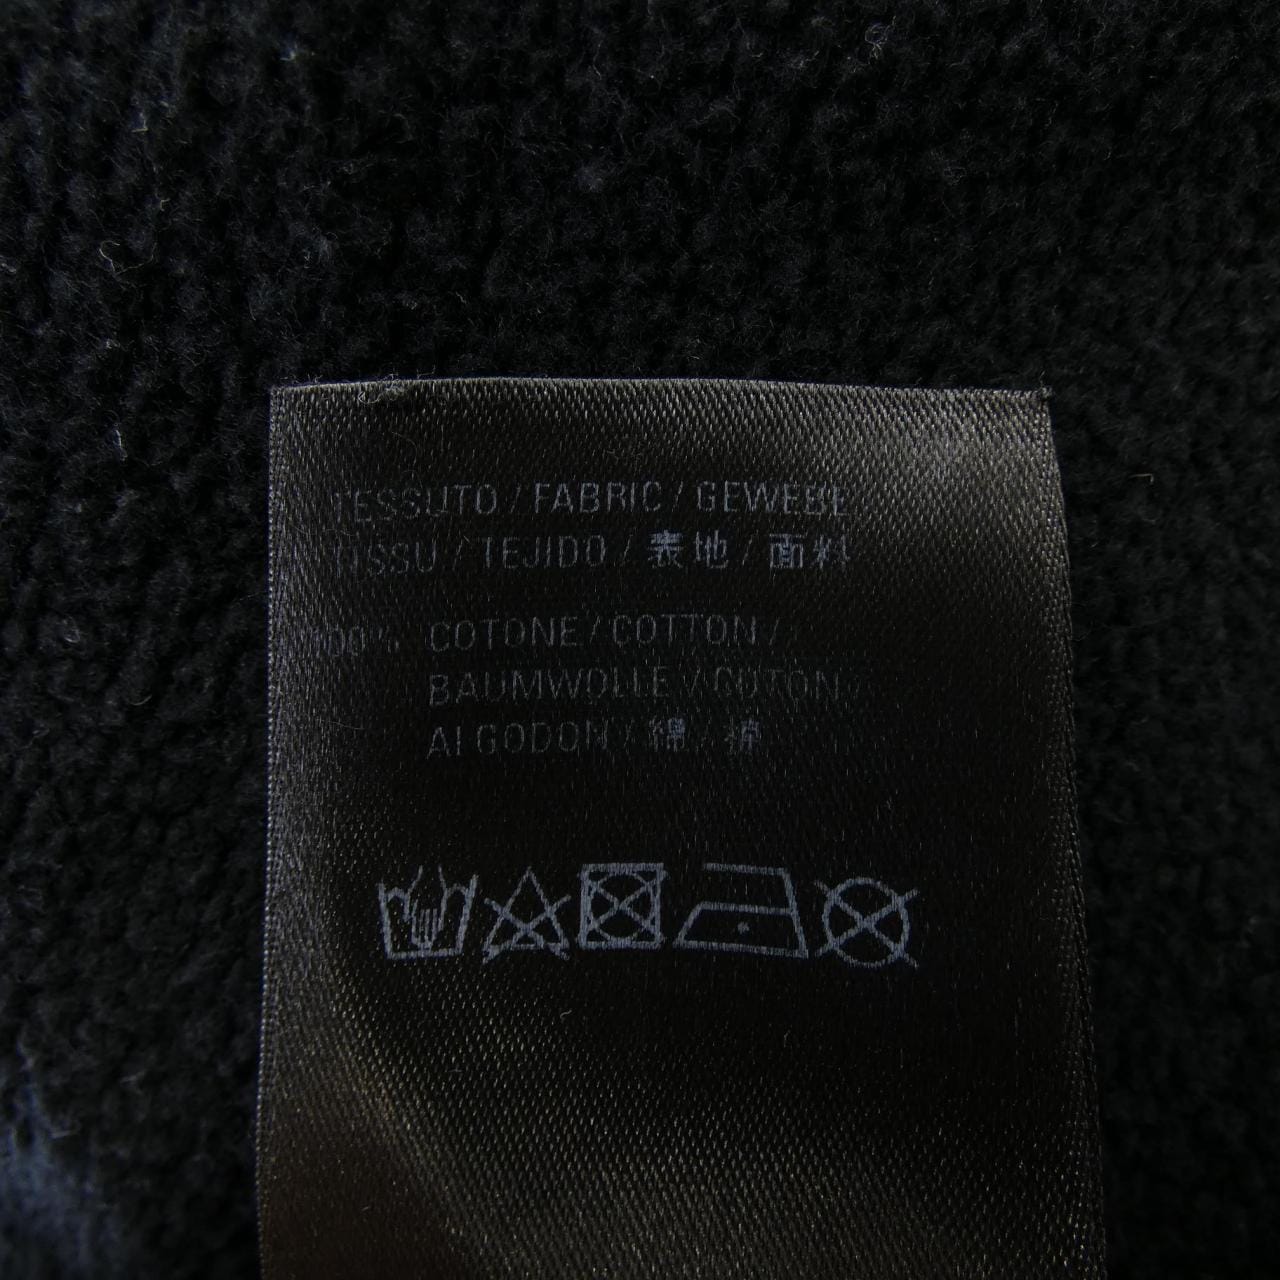 TESSUTO / FABRIC / GEWEBE
TISSU / TEJIDO / 表地 / 面料
100% COTONE / COTTON /
BAUMWOLLE / COTON /
ALGODON / 綿 / 棉